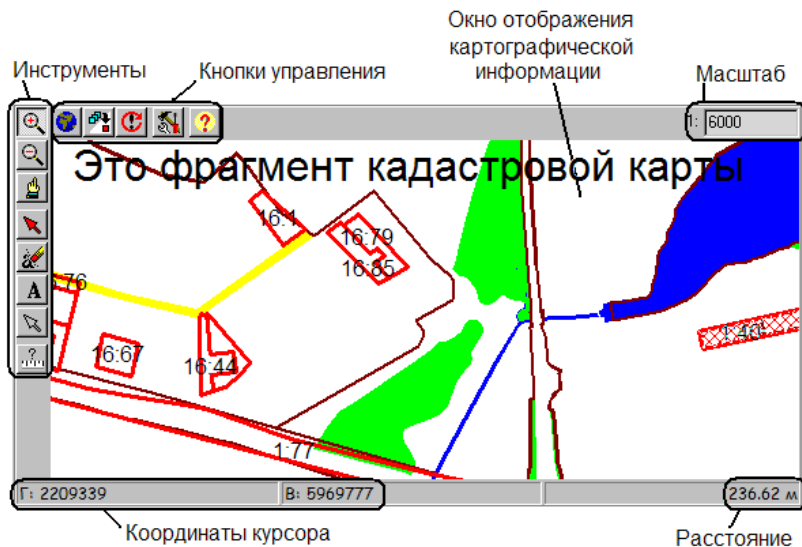 Окно отображения
картографической
информации
Инструменты
Кнопки управления
Масштаб
1: 6000
Это фрагмент кадастровой карты
16:1
16:79
16:85
76
16:67
16:44
1:77
A
?
?
Г: 2209339
В: 5969777
236.62 м
Координаты курсора
Расстояние